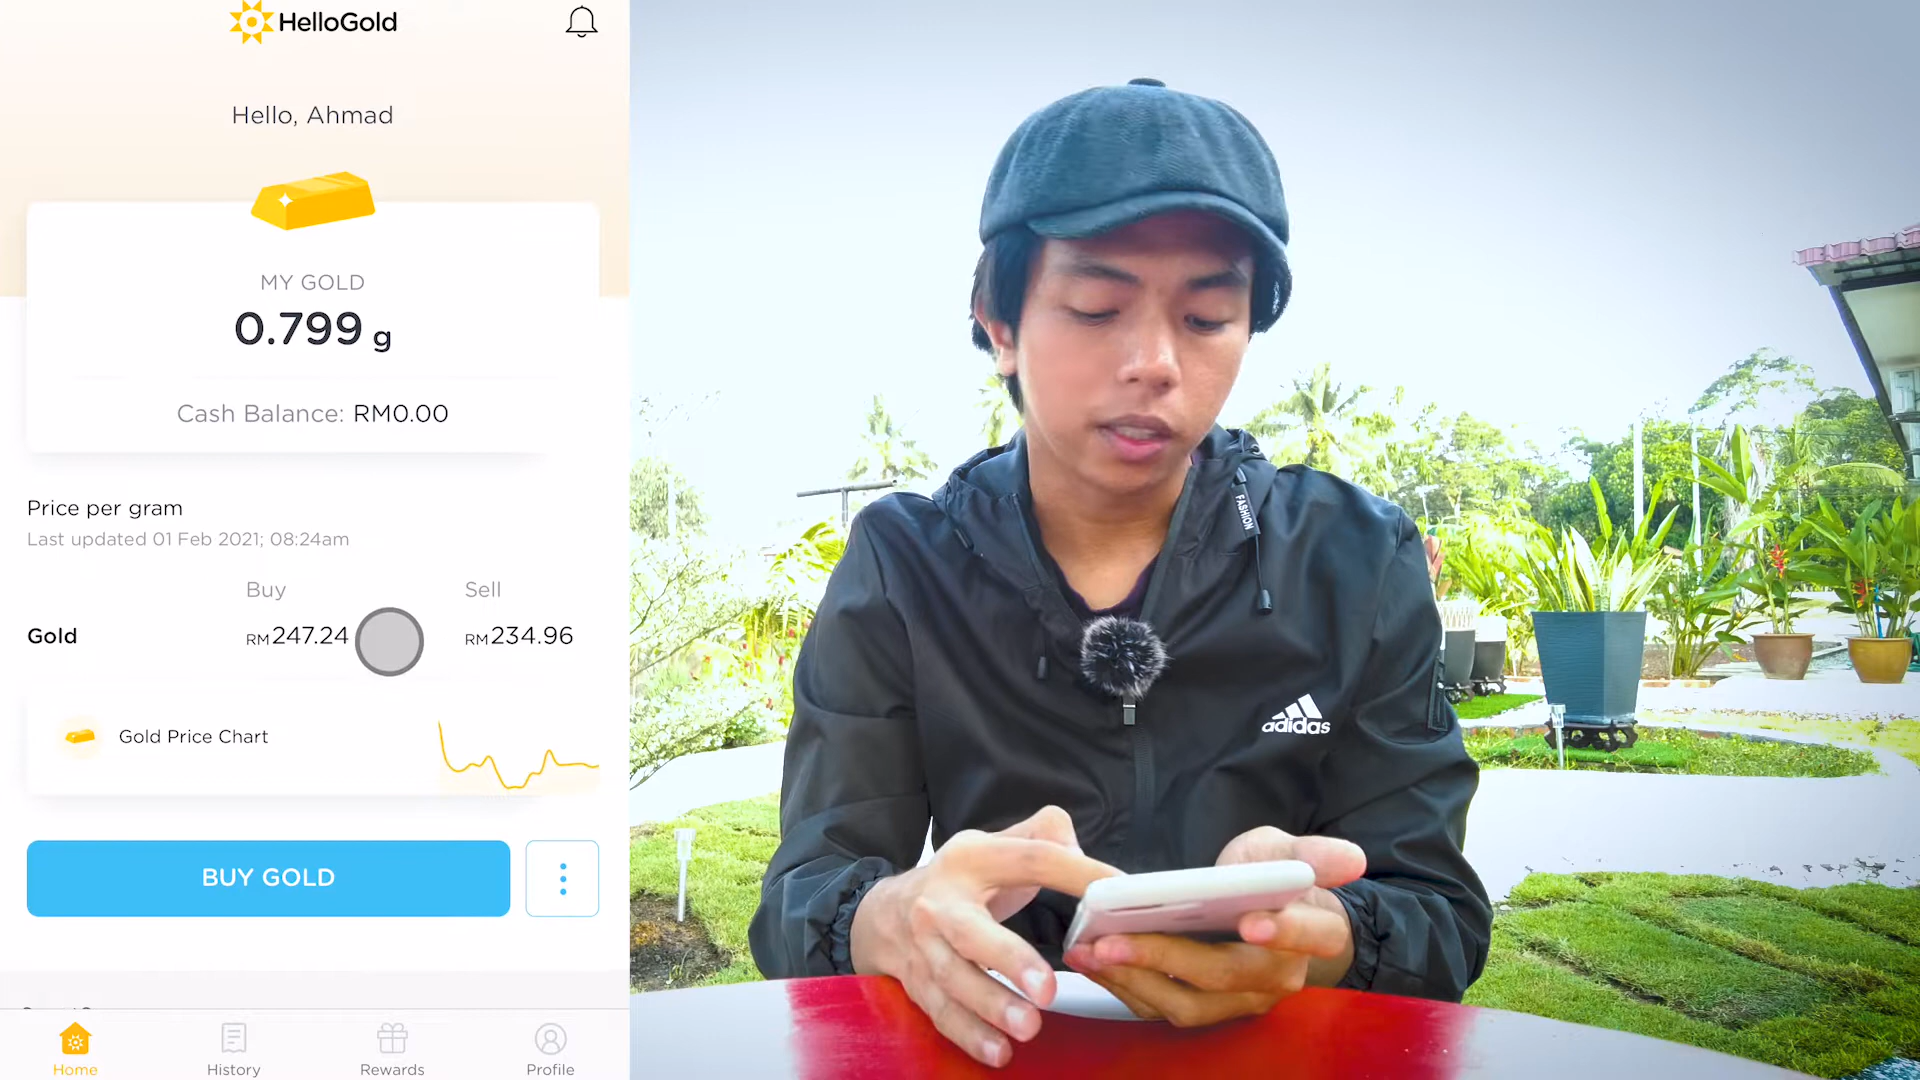 HelloGold
Hello, Ahmad
MY GOLD
0.799 g
Cash Balance: RM0.00
Price per gram
Last updated 01 Feb 2021; 08:24am
Buy
Sell
Gold
RM247.24
RM234.96
Gold Price Chart
BUY GOLD
Home
History
Rewards
Profile
FASHION
adidas